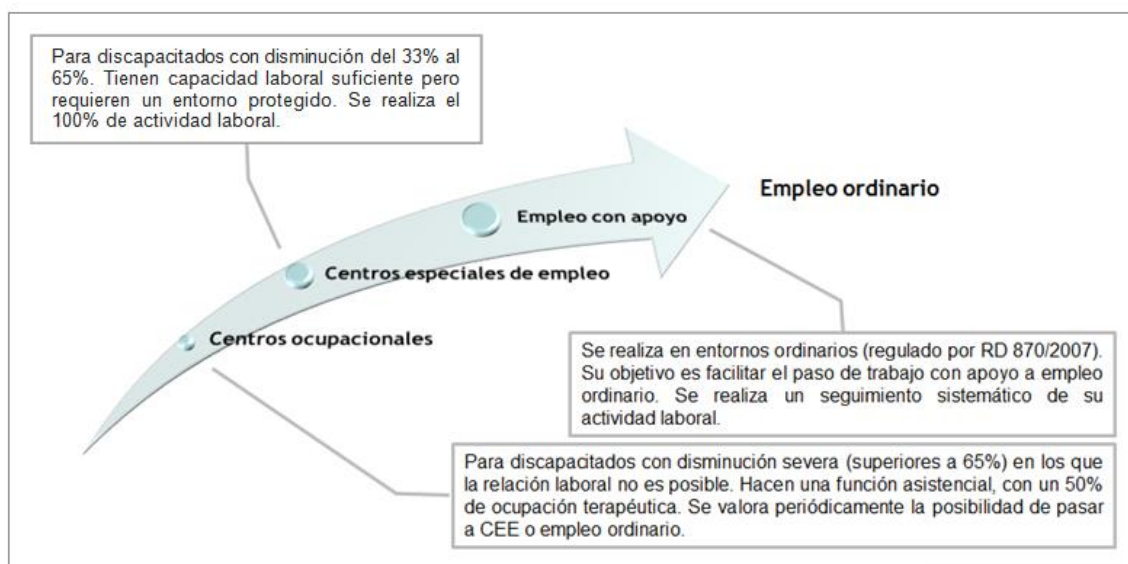 Para discapacitados con disminución del 33% al
65%. Tienen capacidad laboral suficiente pero
requieren un entorno protegido. Se realiza el
100% de actividad laboral.
Empleo ordinario
Empleo con apoyo
Centros especiales de empleo
Centros ocupacionales
Se realiza en entornos ordinarios (regulado por RD 870/2007).
Su objetivo es facilitar el paso de trabajo con apoyo a empleo
ordinario. Se realiza un seguimiento sistemático de su
actividad laboral.
Para discapacitados con disminución severa (superiores a 65%) en los que
la relación laboral no es posible. Hacen una función asistencial, con un 50%
de ocupación terapéutica. Se valora periódicamente la posibilidad de pasar
a CEE o empleo ordinario.